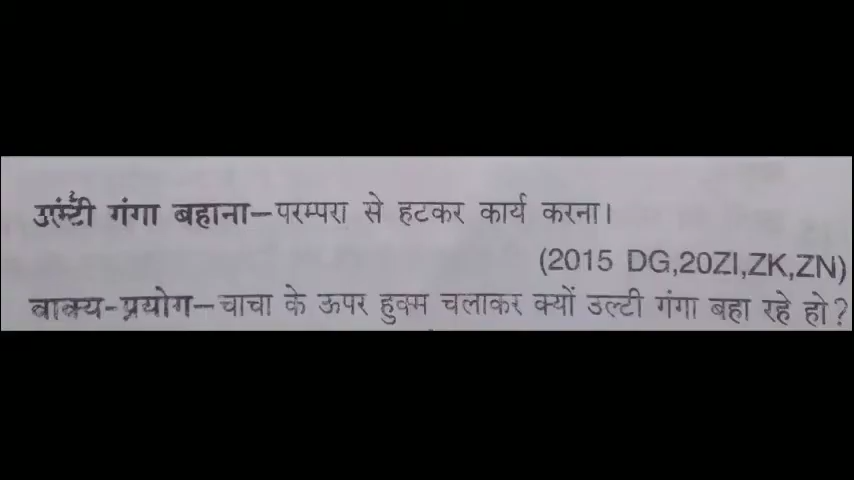 उल्टी गंगा बहाना–परम्परा से हटकर कार्य करना।
(2015 DG,20ZI,ZK,ZN)
वाक्य-प्रयोग–चाचा के ऊपर हुक्म चलाकर क्यों उल्टी गंगा बहा रहे हो?